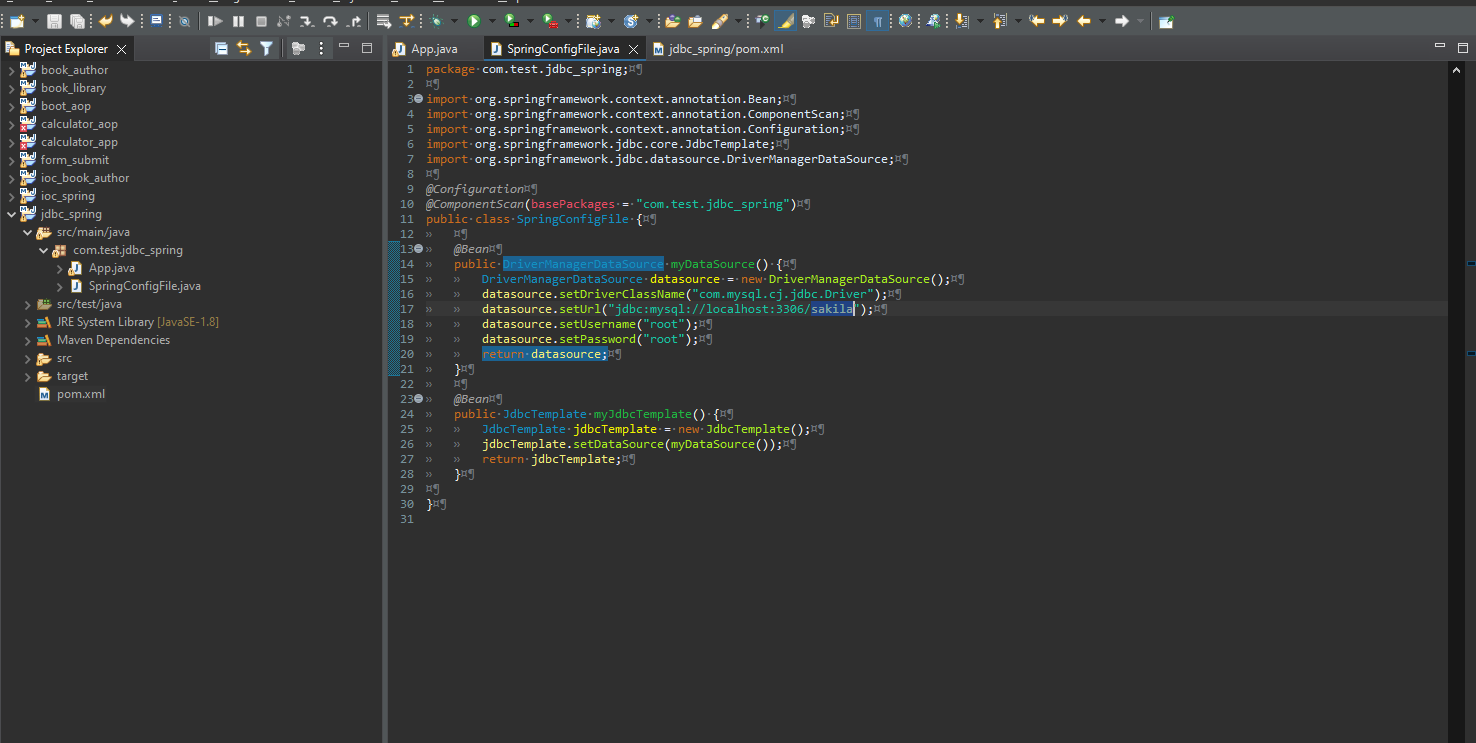 Project Explorer
book_author
book_library
boot_aop
calculator_aop
calculator_app
form_submit
ioc_book_author
ioc_spring
jdbc_spring
src/main/java
com.test.jdbc_spring
App.java
SpringConfigFile.java
src/test/java
JRE System Library [JavaSE-1.8]
Maven Dependencies
src
target
pom.xml
App.java SpringConfigFile.java jdbc_spring/pom.xml
1 package com.test.jdbc_spring;
2
3 import org.springframework.context.annotation.Bean;
4 import org.springframework.context.annotation.ComponentScan;
5 import org.springframework.context.annotation.Configuration;
6 import org.springframework.jdbc.core.JdbcTemplate;
7 import org.springframework.jdbc.datasource.DriverManagerDataSource;
8
9 @Configuration
10 @ComponentScan(basePackages = "com.test.jdbc_spring")
11 public class SpringConfigFile {
12
13 @Bean
14 public DriverManagerDataSource myDataSource() {
15 DriverManagerDataSource datasource = new DriverManagerDataSource();
16 datasource.setDriverClassName("com.mysql.cj.jdbc.Driver");
17 datasource.setUrl("jdbc:mysql://localhost:3306/sakila");
18 datasource.setUsername("root");
19 datasource.setPassword("root");
20 return datasource;
21 }
22
23 @Bean
24 public JdbcTemplate myJdbcTemplate() {
25 JdbcTemplate jdbcTemplate = new JdbcTemplate();
26 jdbcTemplate.setDataSource(myDataSource());
27 return jdbcTemplate;
28 }
29
30 }
31